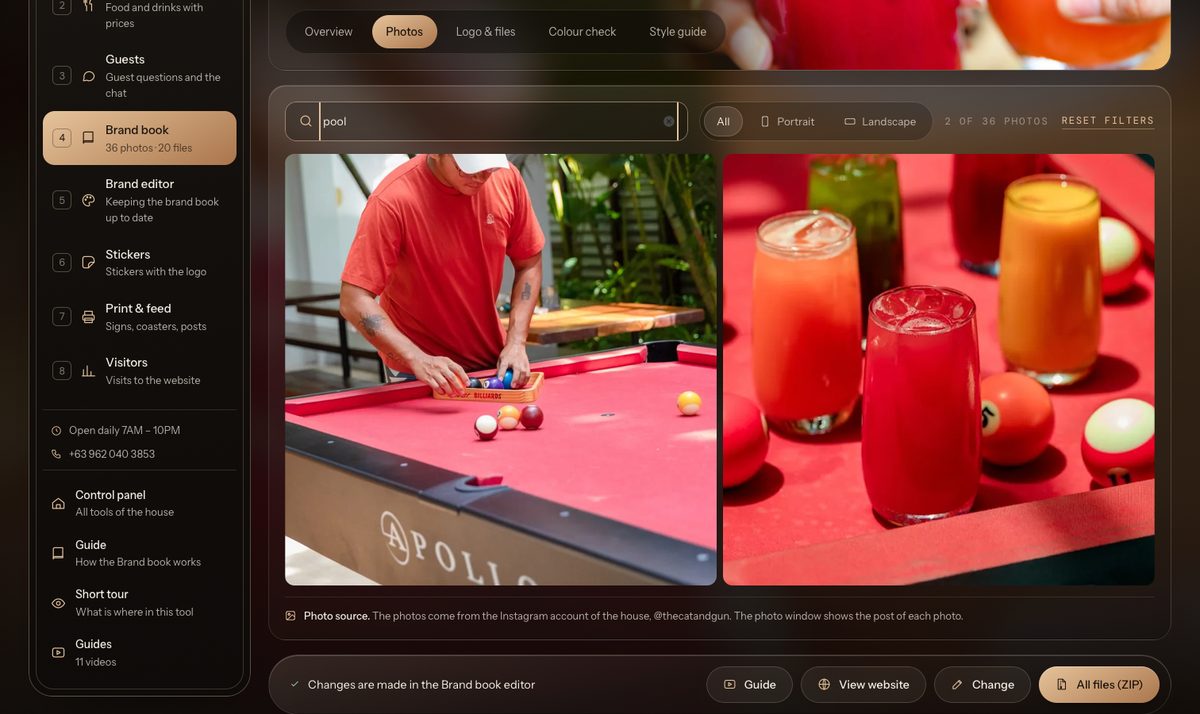 2
Food and drinks with
prices
3
Guests
Guest questions and the
chat
4
Brand book
36 photos · 20 files
5
Brand editor
Keeping the brand book
up to date
6
Stickers
Stickers with the logo
7
Print & feed
Signs, coasters, posts
8
Visitors
Visits to the website
Open daily 7AM – 10PM
+63 962 040 3853
Control panel
All tools of the house
Guide
How the Brand book works
Short tour
What is where in this tool
Guides
11 videos
Overview
Photos
Logo & files
Colour check
Style guide
pool
All
Portrait
Landscape
2 OF 36 PHOTOS
RESET FILTERS
BILLIARDS
APOLLO
5
Photo source. The photos come from the Instagram account of the house, @thecatandgun. The photo window shows the post of each photo.
Changes are made in the Brand book editor
Guide
View website
Change
All files (ZIP)